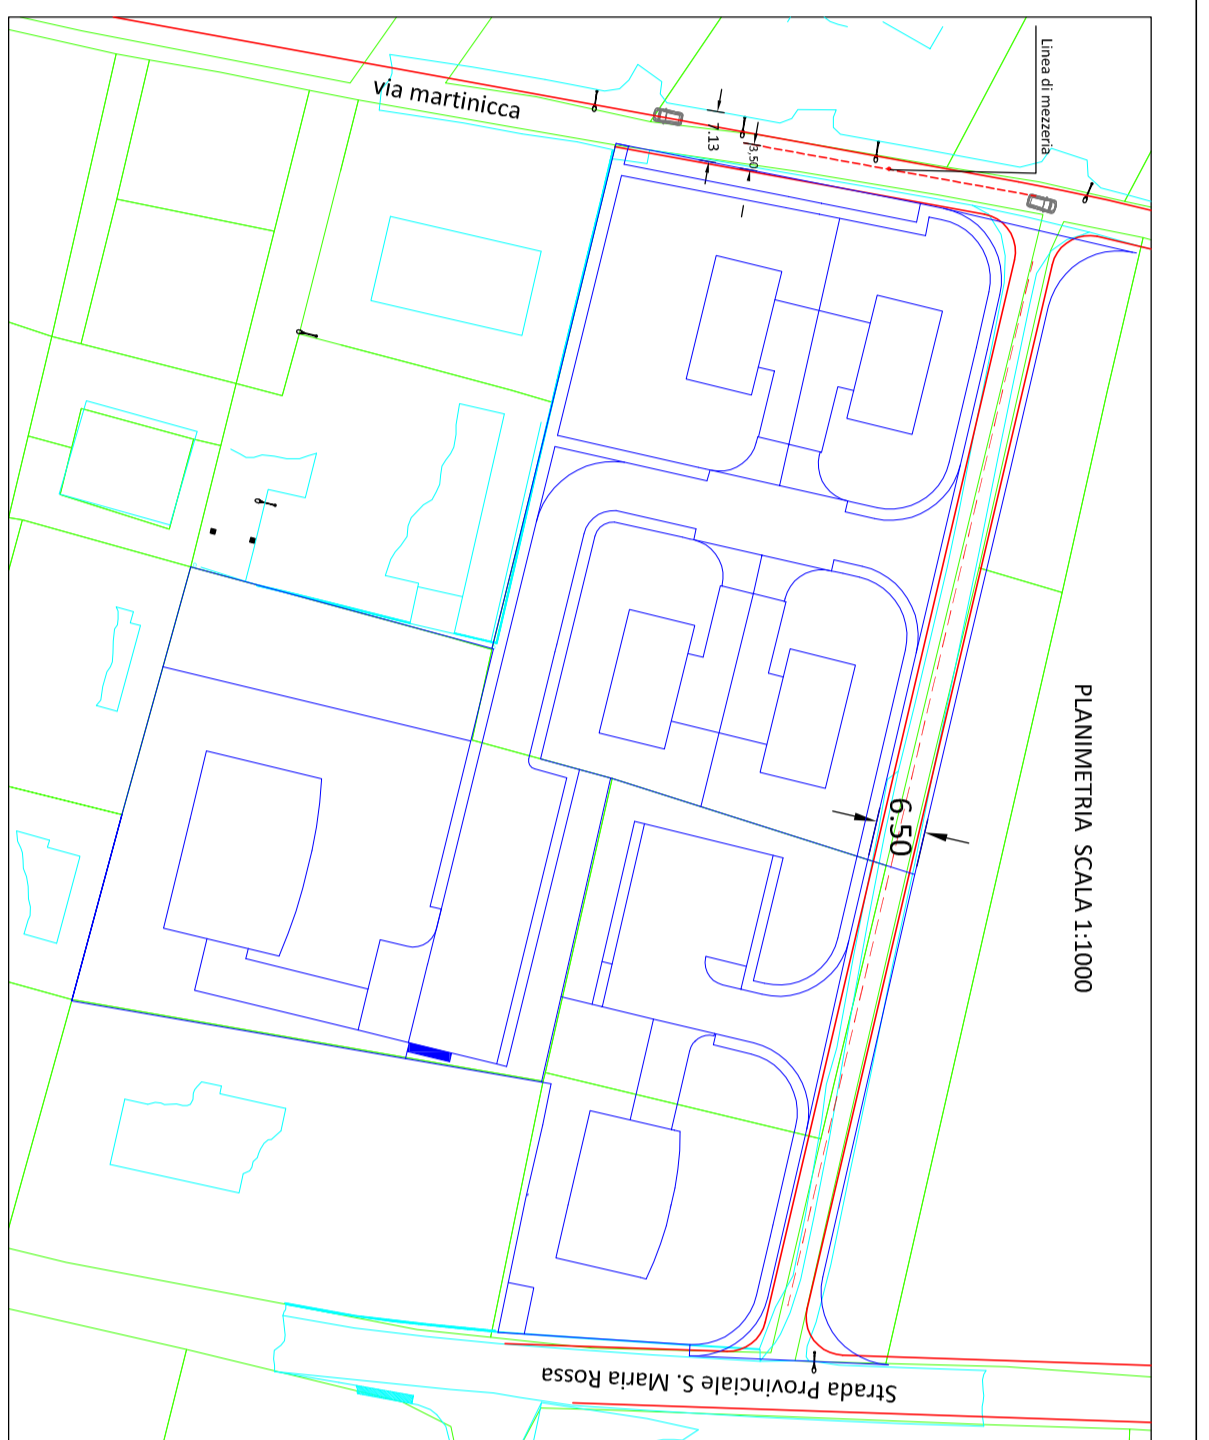 Linea di mezzeria
via martinicca
7.13
3,50
PLANIMETRIA SCALA 1:1000
6.50
Strada Provinciale S. Maria Rossa